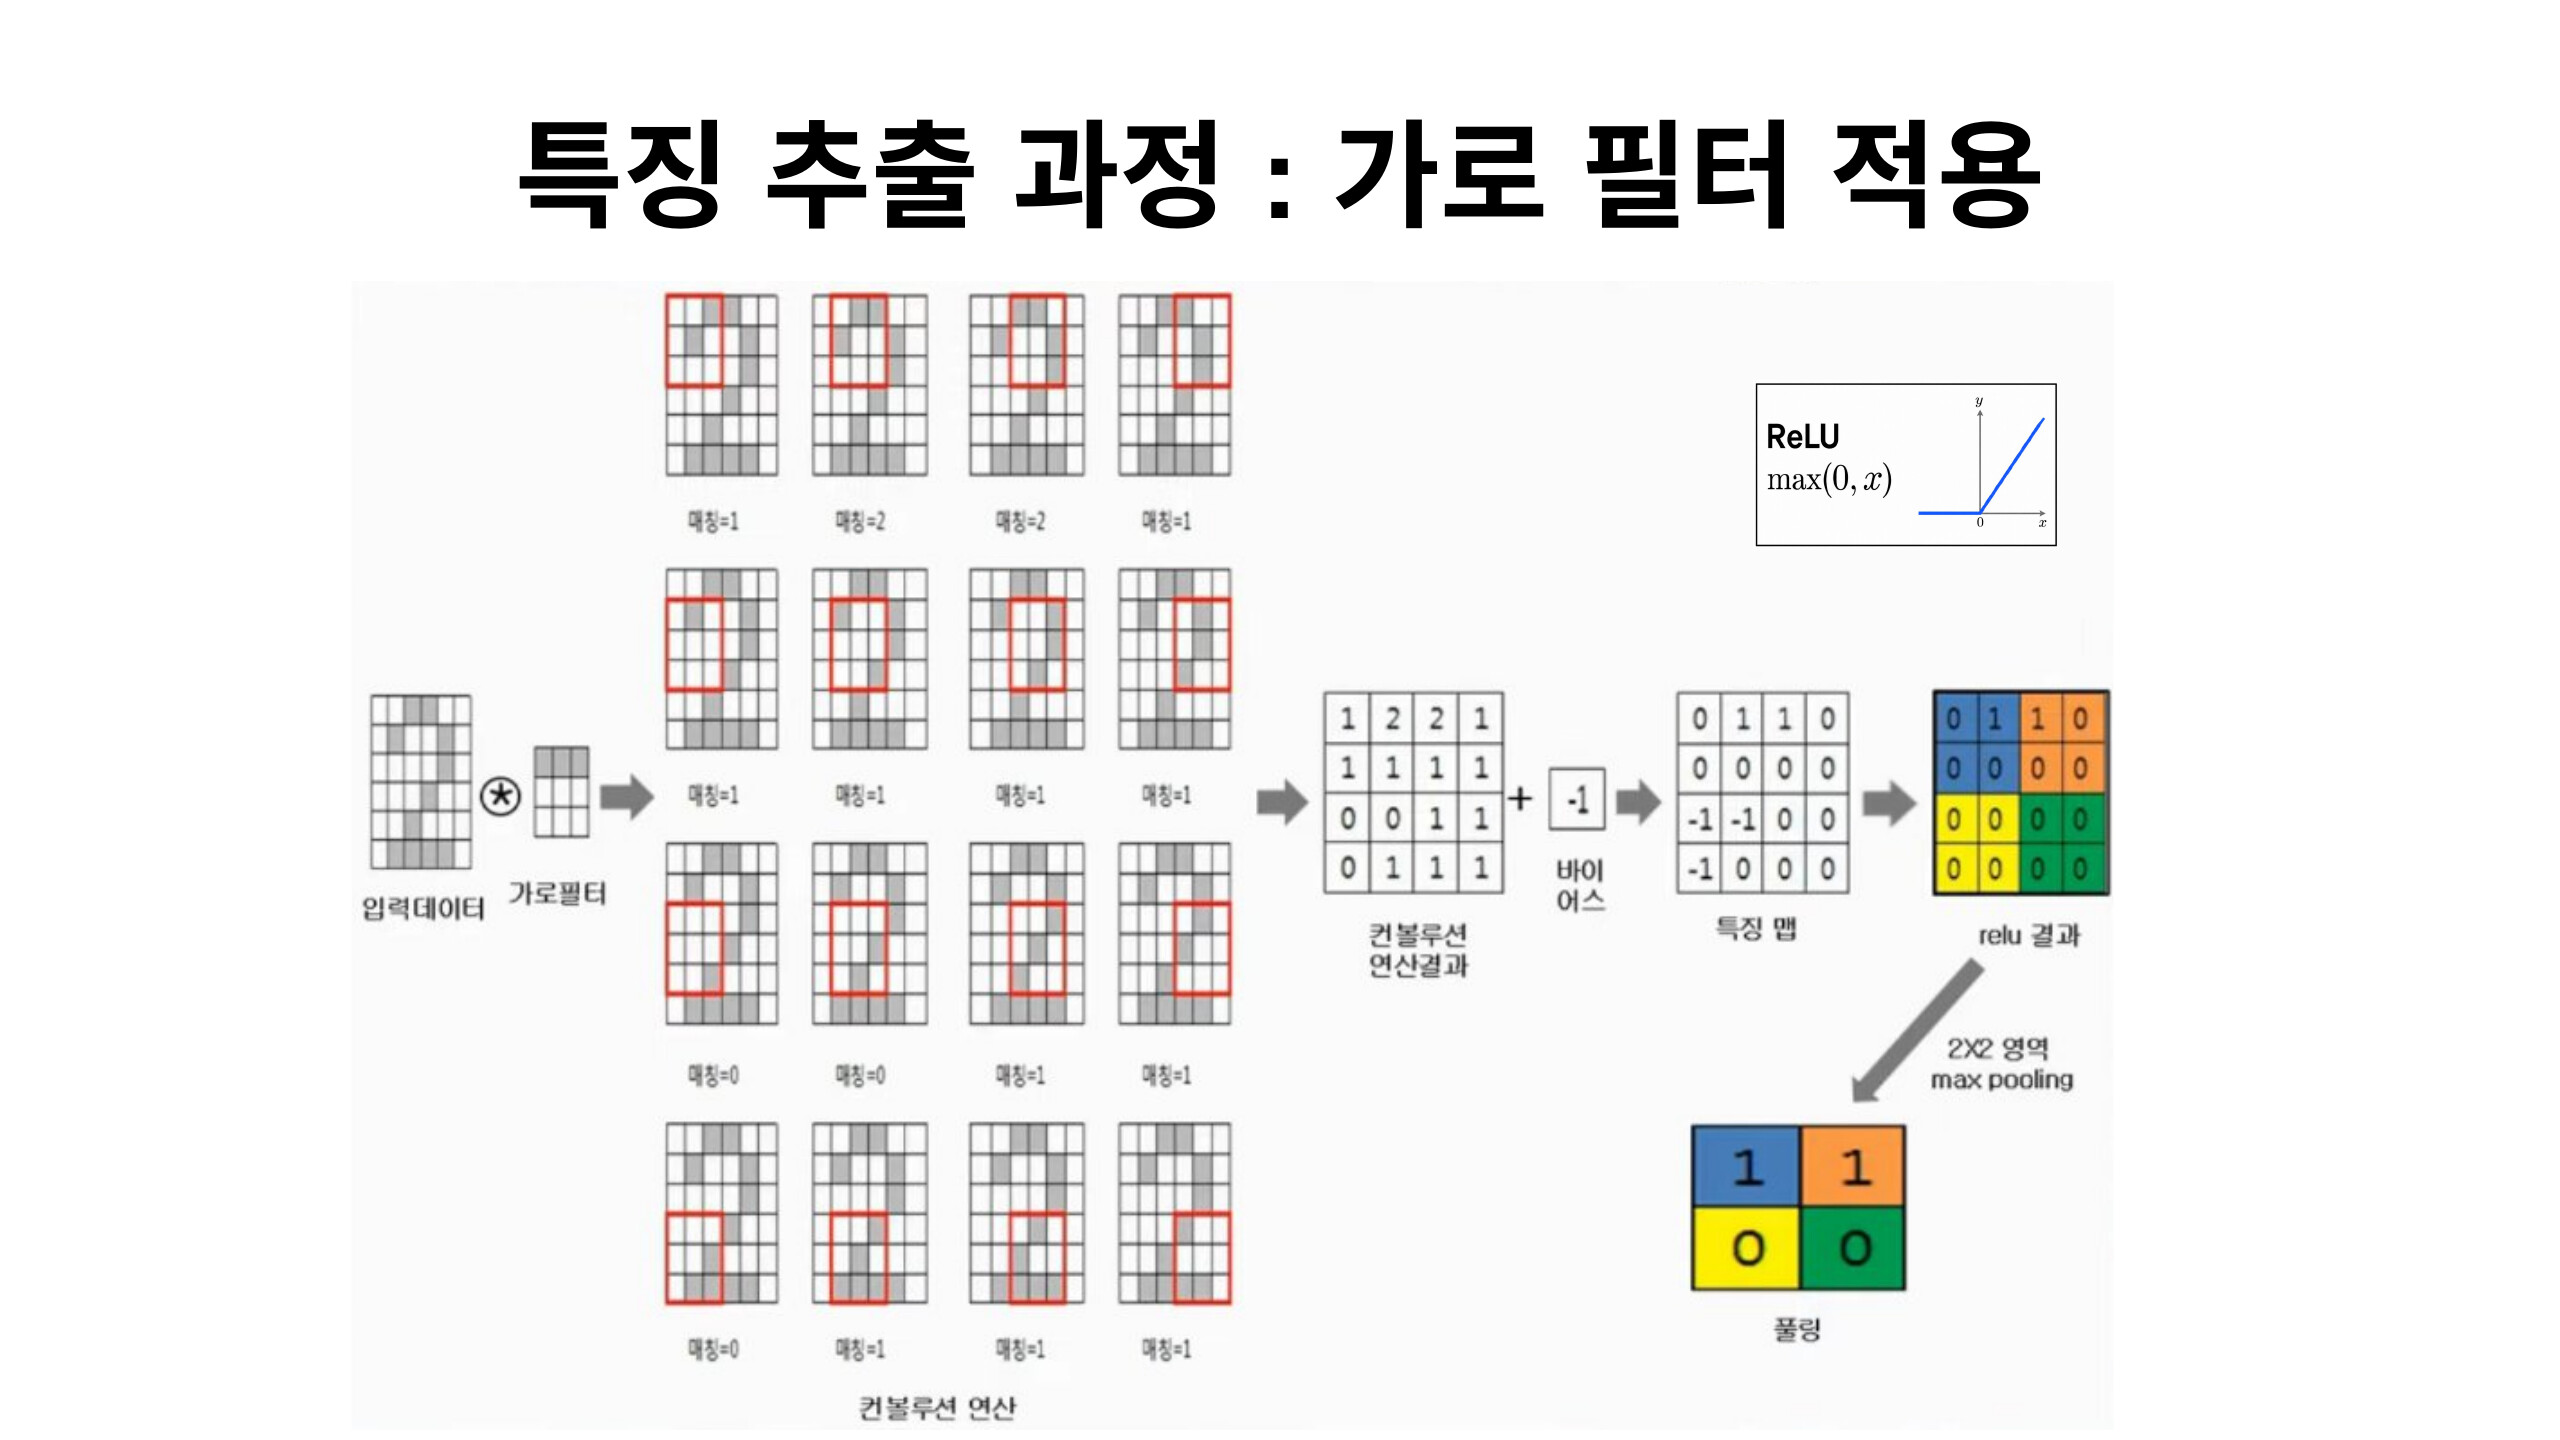 특징 추출 과정 : 가로 필터 적용
매칭=1 매칭=2 매칭=2 매칭=1
매칭=1 매칭=1 매칭=1 매칭=1
매칭=0 매칭=0 매칭=1 매칭=1
매칭=0 매칭=1 매칭=1 매칭=1
컨볼루션 연산
입력데이터
가로필터
1 2 2 1
1 1 1 1
0 0 1 1
0 1 1 1
컨볼루션
연산결과
+
-1
바이
어스
0 1 1 0
0 0 0 0
-1 -1 0 0
-1 0 0 0
특징 맵
ReLU
max(0, x)
y
0
x
0 1 1 0
0 0 0 0
0 0 0 0
0 0 0 0
relu 결과
2X2 영역
max pooling
1 1
0 0
풀링